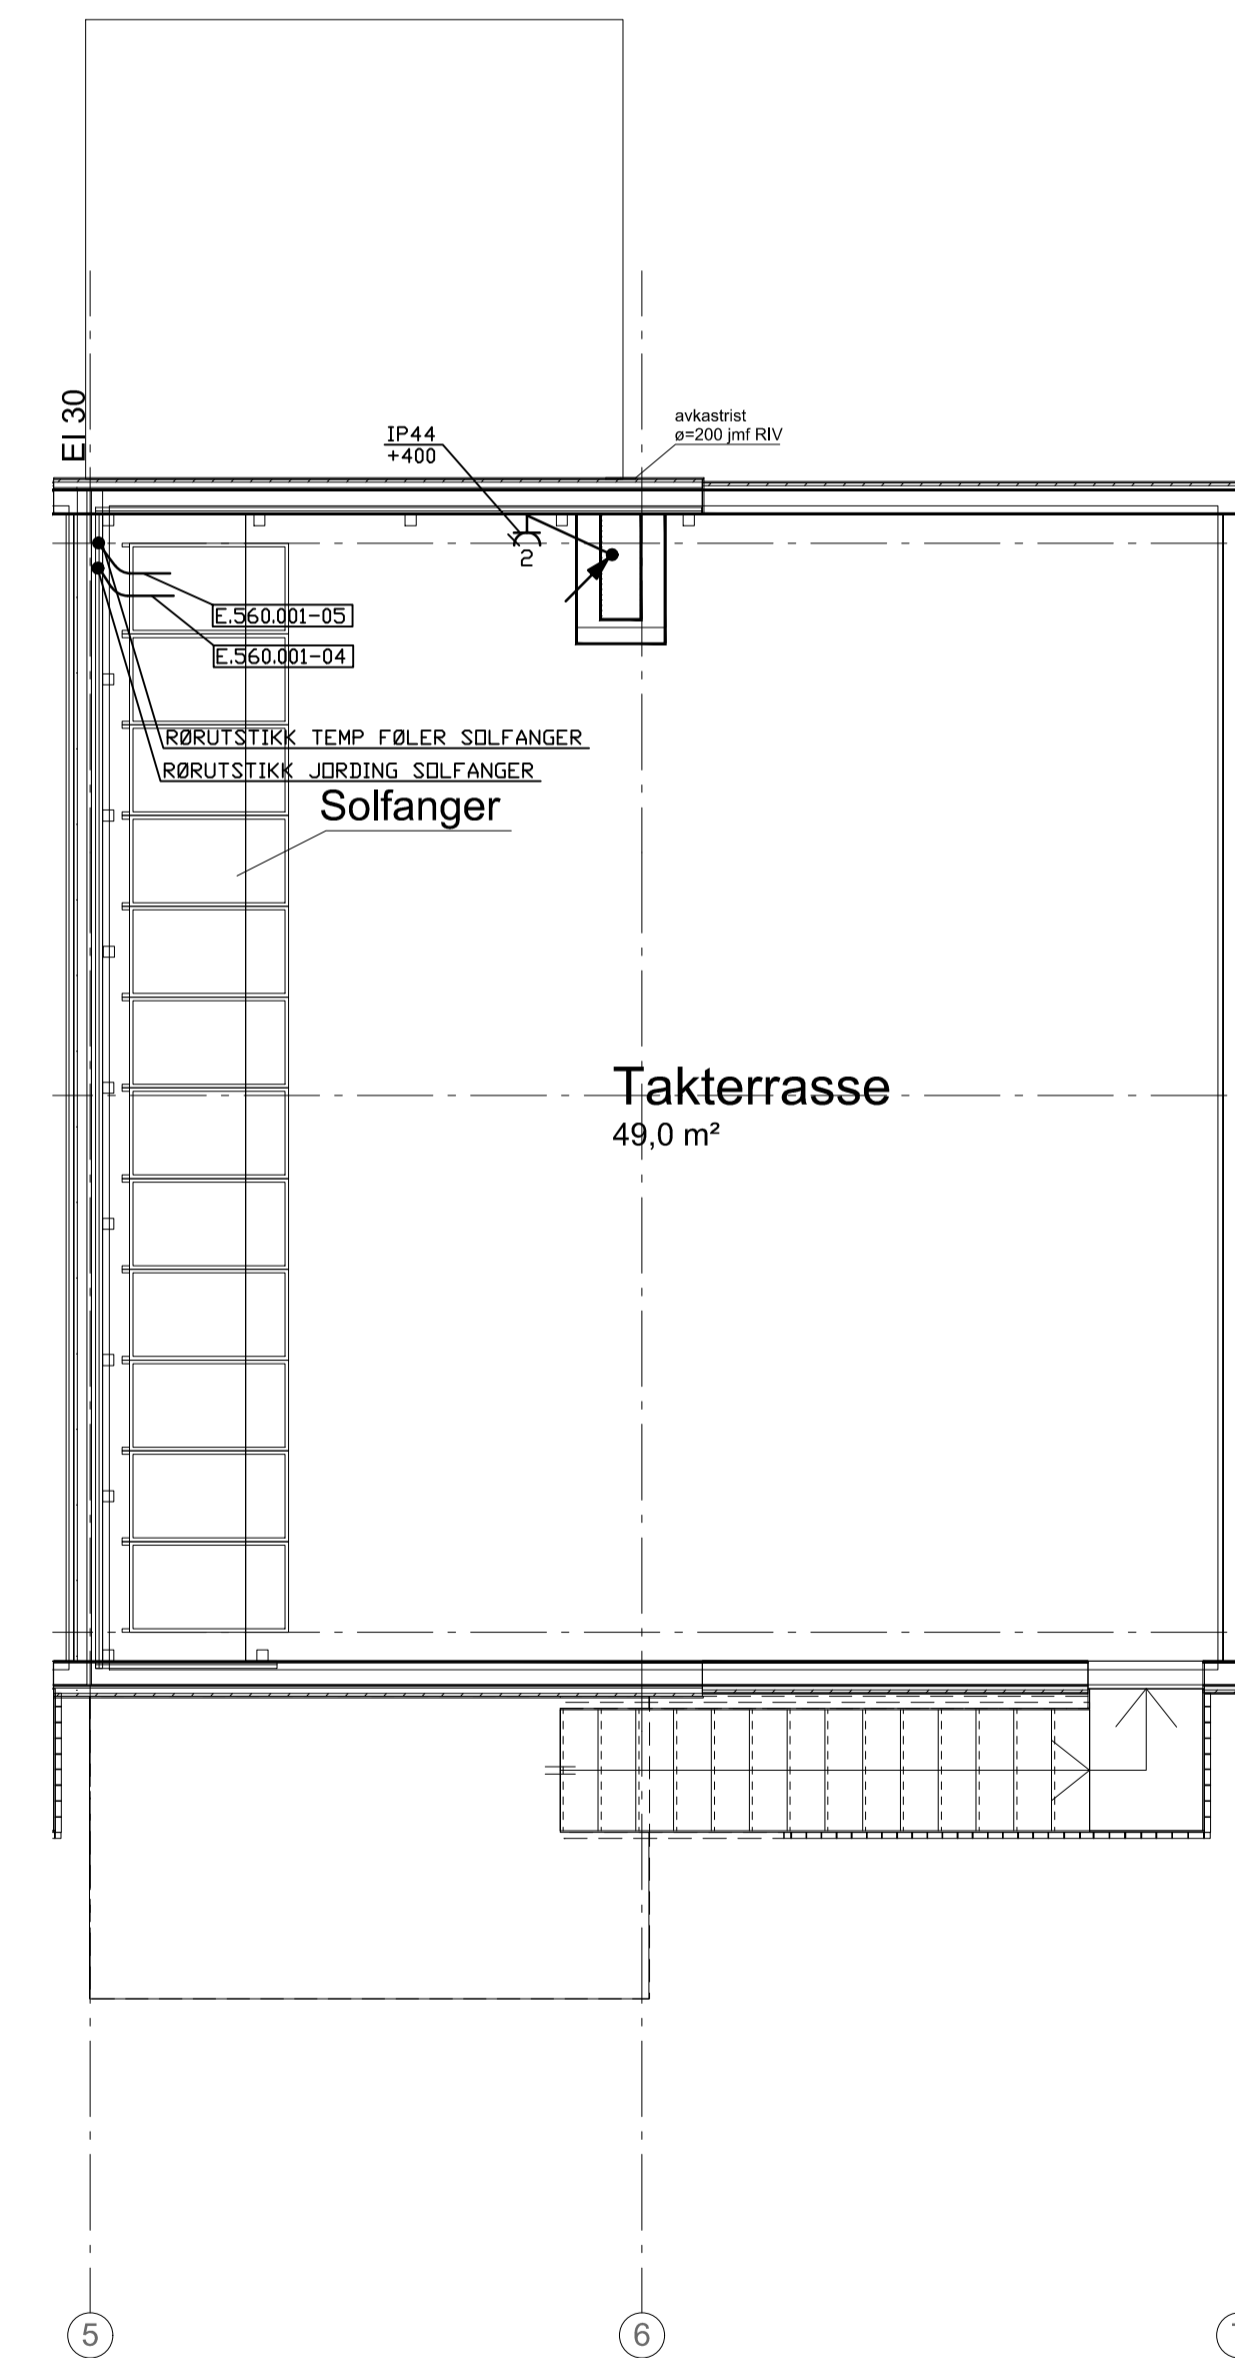 EI 30
IP44
+400
avkastrist
ø=200 jmf RIV
2
E.560.001-05
E.560.001-04
RØRUTSTIKK TEMP FØLER SOLFANGER
RØRUTSTIKK JORDING SOLFANGER
Solfanger
Takterrasse
49,0 m²
5
6